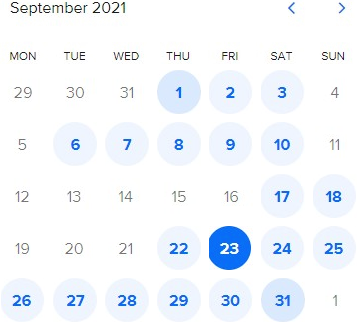 September 2021
MON TUE WED THU FRI SAT SUN
29 30 31 1 2 3 4
5 6 7 8 9 10 11
12 13 14 15 16 17 18
19 20 21 22 23 24 25
26 27 28 29 30 31 1